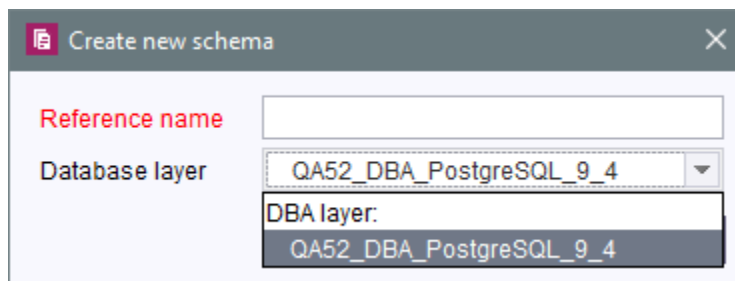 Create new schema
Reference name
Database layer QA52_DBA_PostgreSQL_9_4
DBA layer:
QA52_DBA_PostgreSQL_9_4